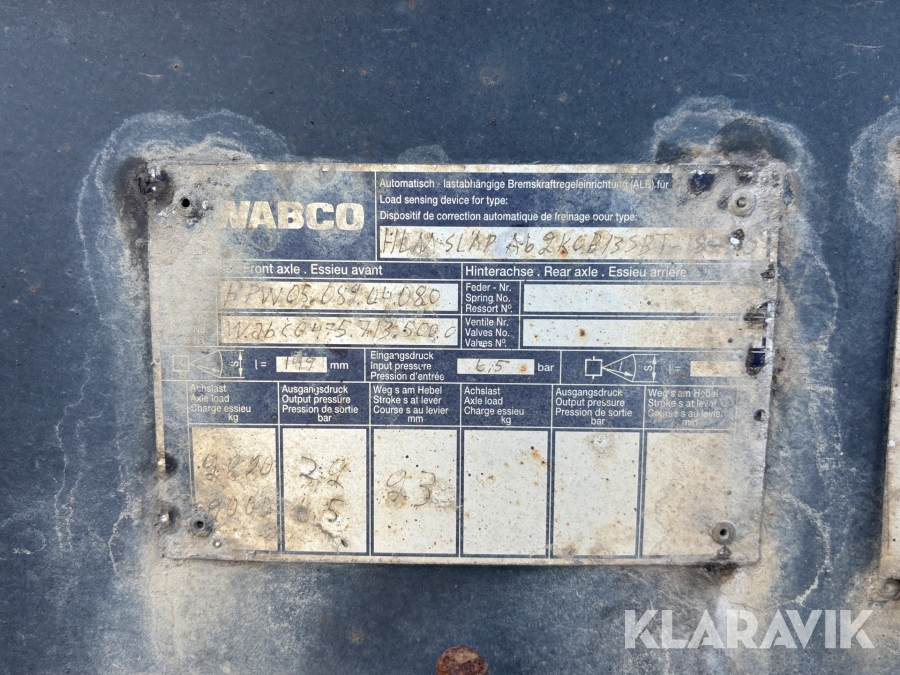 WABCO
Automatisch - lastabhängige Bremskraftregeleinrichtung (ALB) für
Load sensing device for type:
Dispositif de correction automatique de freinage pour type:
Front axle . Essieu avant
Hinterachse . Rear axle . Essieu arrière
Feder - Nr.
Spring No.
Ressort Nº.
Ventile Nr.
Valves No.
Valves Nº.
l = 199 mm
Eingangsdruck
Input pressure
Pression d'entrée
6,5 bar
l =
Achslast
Axle load
Charge essieu
kg
Ausgangsdruck
Output pressure
Pression de sortie
bar
Weg s am Hebel
Stroke s at lever
Course s au levier
mm
Achslast
Axle load
Charge essieu
kg
Ausgangsdruck
Output pressure
Pression de sortie
bar
Weg s am Hebel
Stroke s at lever
Course s au levier
mm
93
KLARAVIK